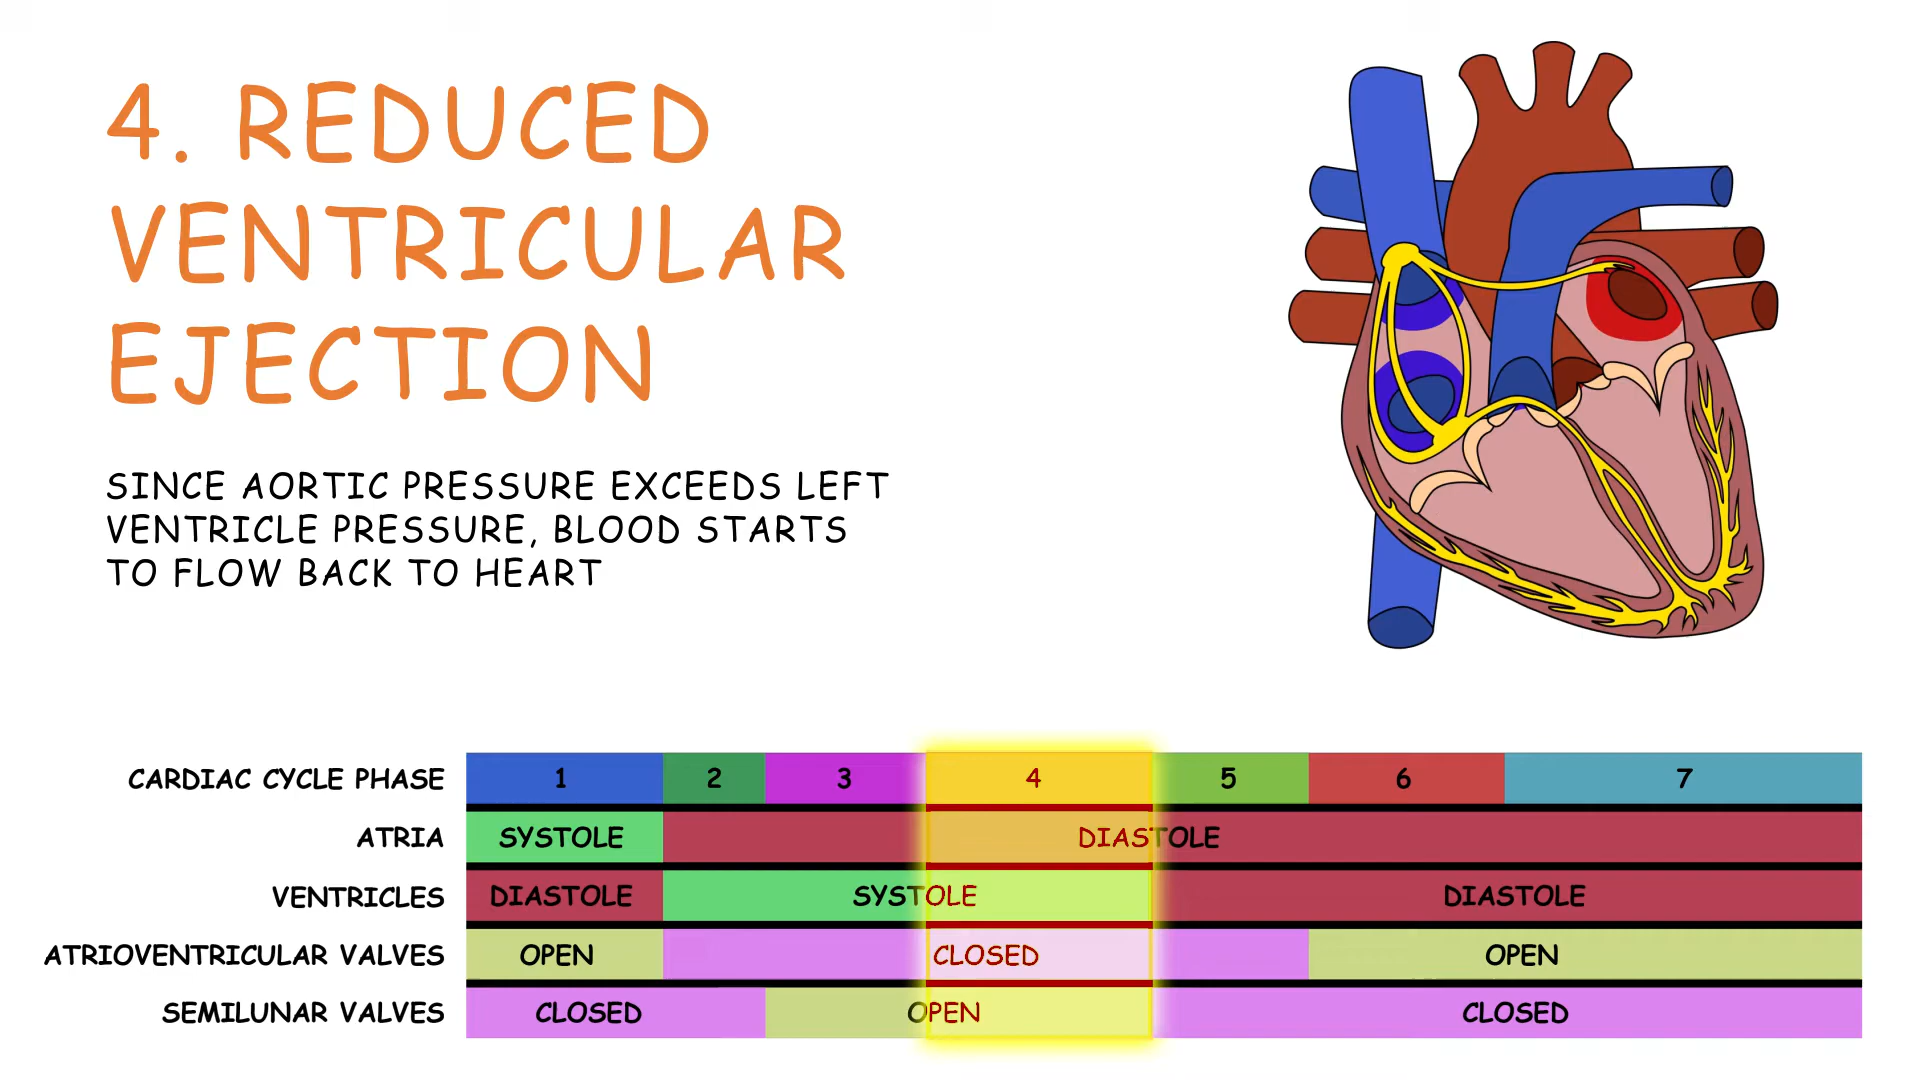 4. REDUCED
VENTRICULAR
EJECTION
SINCE AORTIC PRESSURE EXCEEDS LEFT
VENTRICLE PRESSURE, BLOOD STARTS
TO FLOW BACK TO HEART
CARDIAC CYCLE PHASE 1 2 3 4 5 6 7
ATRIA SYSTOLE DIASTOLE
VENTRICLES DIASTOLE SYSTOLE DIASTOLE
ATRIOVENTRICULAR VALVES OPEN CLOSED OPEN
SEMILUNAR VALVES CLOSED OPEN CLOSED